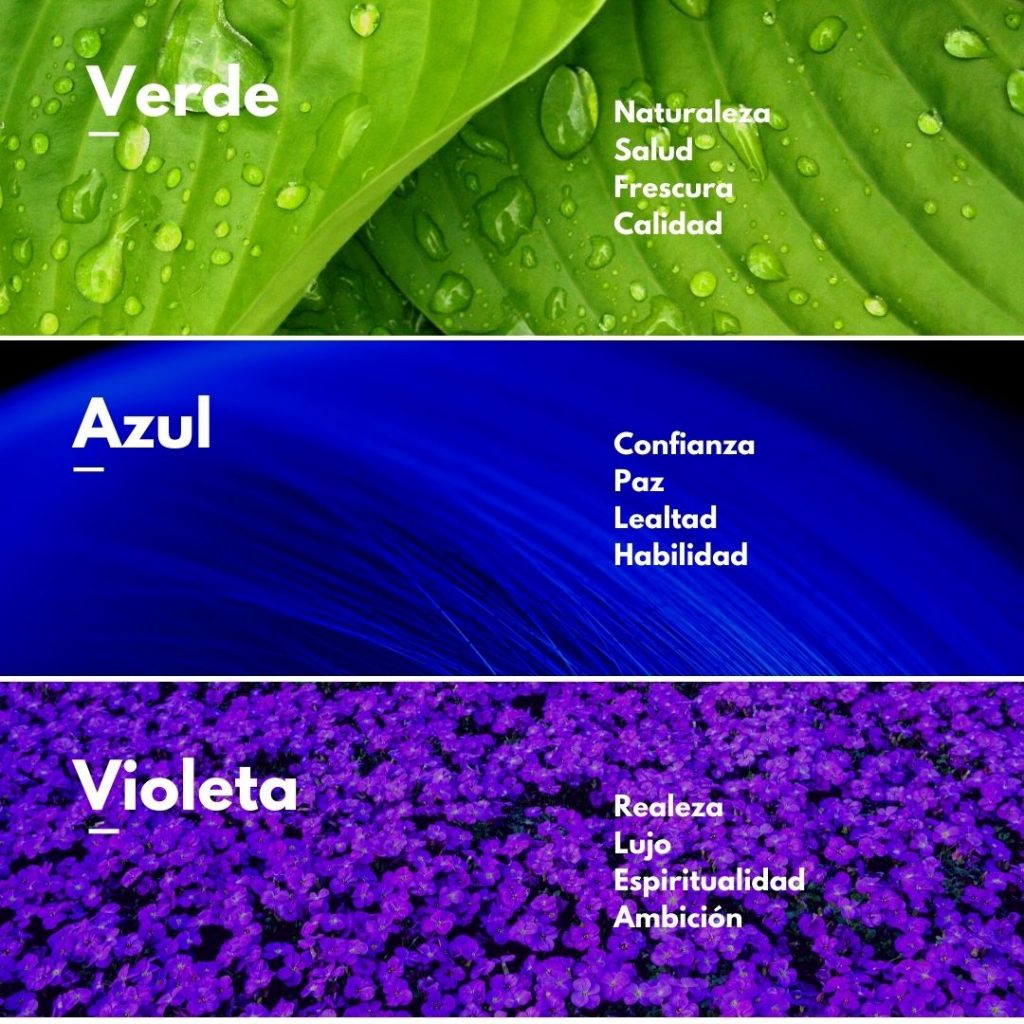 Verde
Naturaleza
Salud
Frescura
Calidad
Azul
Confianza
Paz
Lealtad
Habilidad
Violeta
Realeza
Lujo
Espiritualidad
Ambición